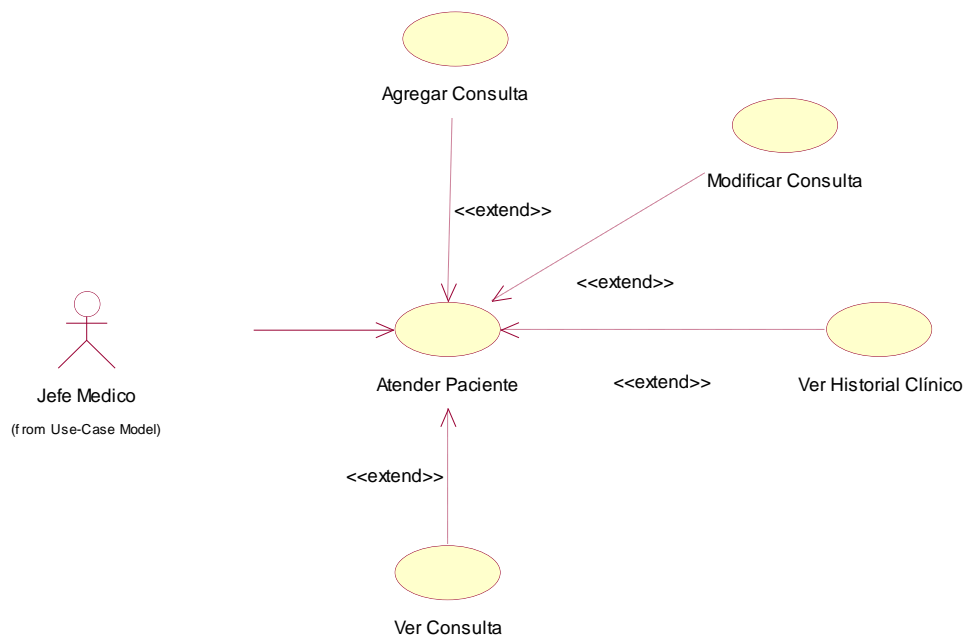 Agregar Consulta
Modificar Consulta
<<extend>>
<<extend>>
Jefe Medico
(from Use-Case Model)
Atender Paciente
<<extend>>
Ver Historial Clínico
<<extend>>
Ver Consulta